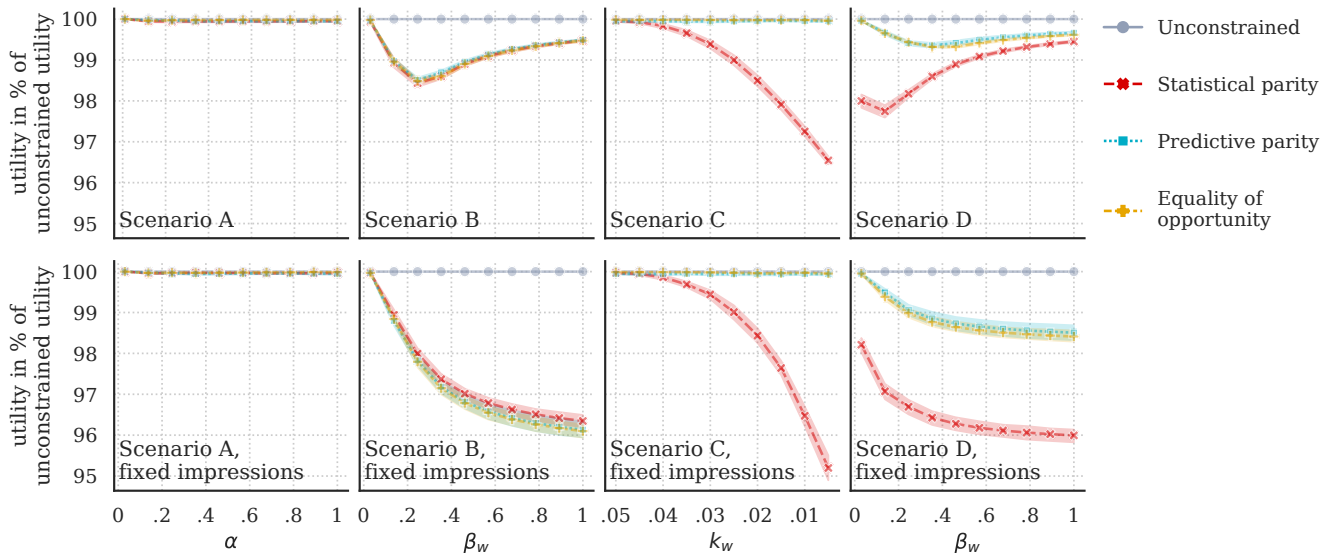 utility in % of
unconstrained utility
100
99
98
97
96
95
Scenario A
Scenario B
Scenario C
Scenario D
Unconstrained
Statistical parity
Predictive parity
Equality of
opportunity
utility in % of
unconstrained utility
100
99
98
97
96
95
Scenario A,
fixed impressions
Scenario B,
fixed impressions
Scenario C,
fixed impressions
Scenario D,
fixed impressions
0 .2 .4 .6 .8 1
0 .2 .4 .6 .8 1
.05 .04 .03 .02 .01
0 .2 .4 .6 .8 1
α
β_w
k_w
β_w